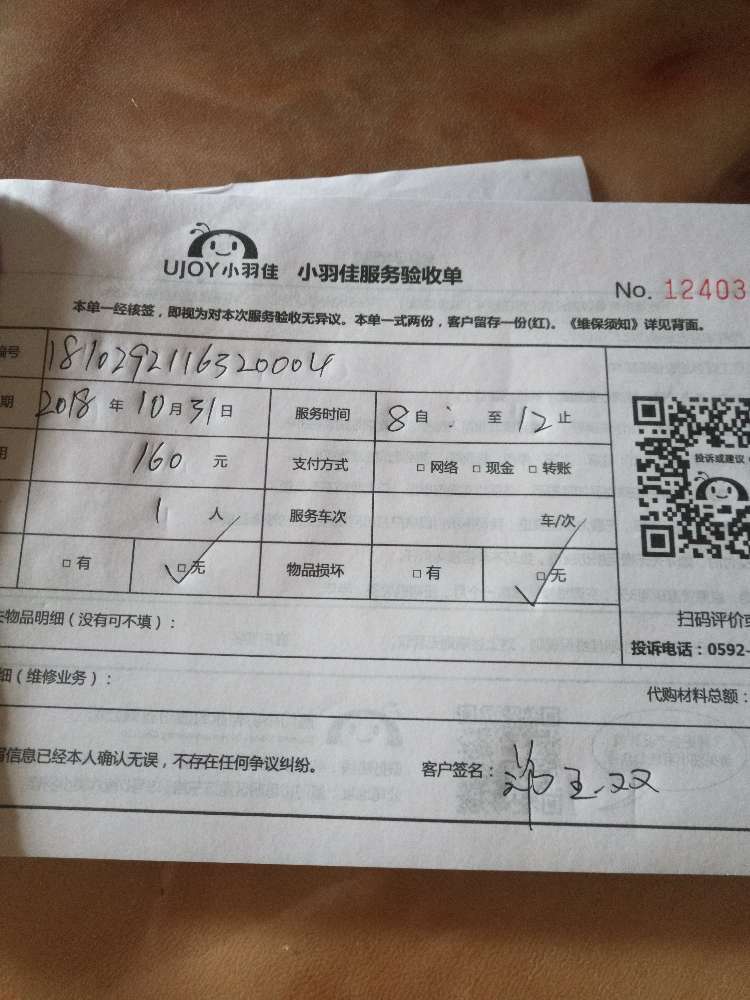 UJOY小羽佳 小羽佳服务验收单
No. 12403
本单一经核签，即视为对本次服务验收无异议。本单一式两份，客户留存一份(红)。《维保须知》详见背面。
编号 1810292116320004
期 2018 年 10 月 31 日 服务时间 8 自 : 至 12 止
160 元 支付方式 □ 网络 □ 现金 □ 转账
投诉或建议
1 人 服务车次 车/次
□ 有 □ 无 物品损坏 □ 有 □ 无
物品明细（没有可不填）：
扫码评价或
投诉电话：0592-
细（维修业务）：
代购材料总额：
信息已经本人确认无误，不存在任何争议纠纷。 客户签名：